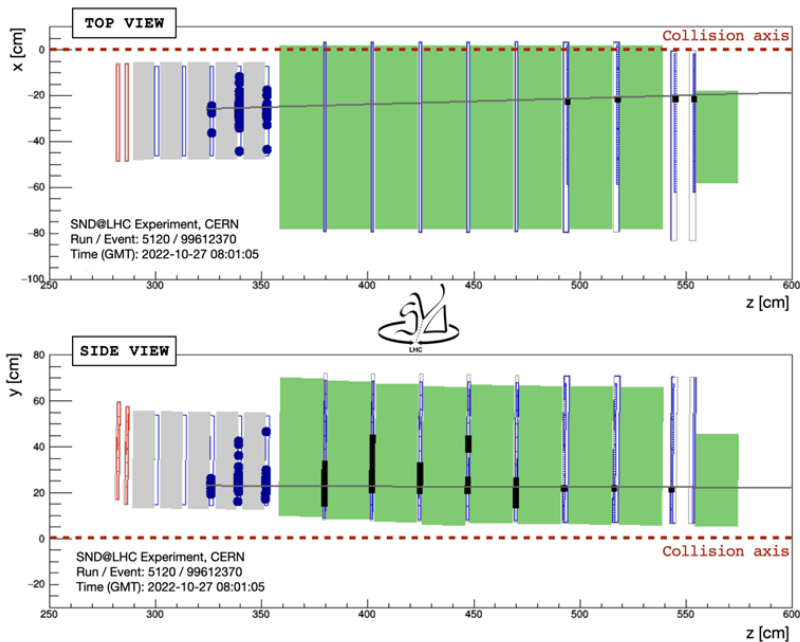 TOP VIEW
Collision axis
x [cm]
0
−20
−40
−60
−80
−100
SND@LHC Experiment, CERN
Run / Event: 5120 / 99612370
Time (GMT): 2022-10-27 08:01:05
250 300 350 400 450 500 550 600
z [cm]
SND
LHC
SIDE VIEW
y [cm]
80
60
40
20
0
−20
Collision axis
SND@LHC Experiment, CERN
Run / Event: 5120 / 99612370
Time (GMT): 2022-10-27 08:01:05
250 300 350 400 450 500 550 600
z [cm]